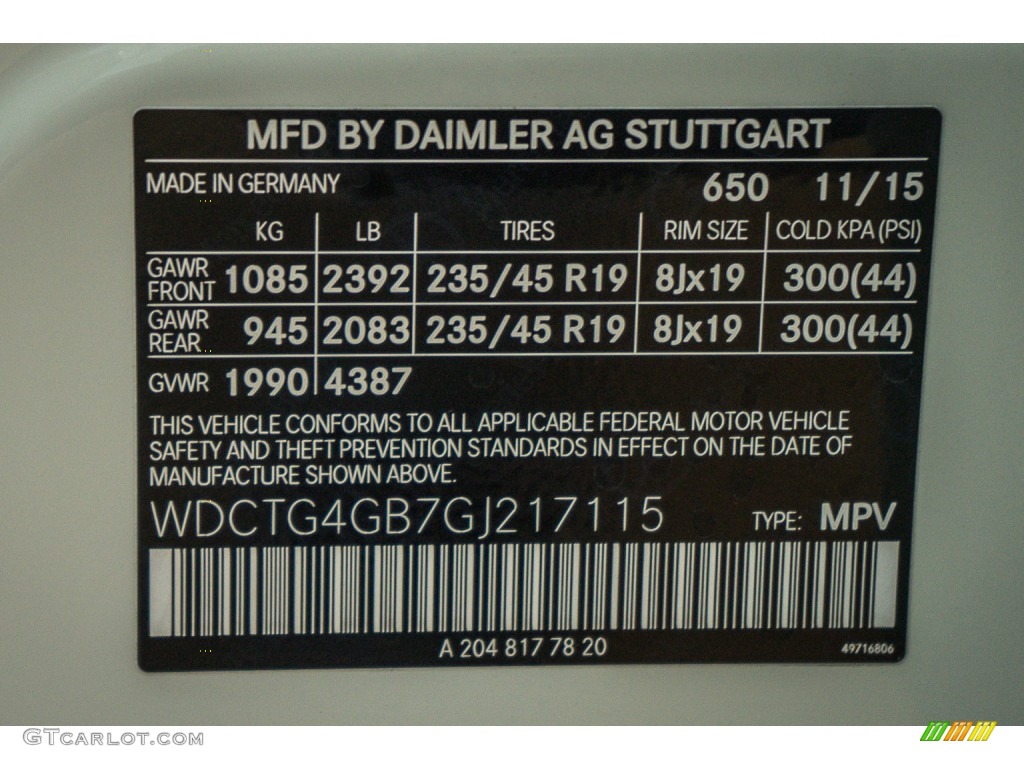 MFD BY DAIMLER AG STUTTGART
MADE IN GERMANY 650 11/15
KG LB TIRES RIM SIZE COLD KPA (PSI)
GAWR FRONT 1085 2392 235/45 R19 8Jx19 300(44)
GAWR REAR 945 2083 235/45 R19 8Jx19 300(44)
GVWR 1990 4387
THIS VEHICLE CONFORMS TO ALL APPLICABLE FEDERAL MOTOR VEHICLE
SAFETY AND THEFT PREVENTION STANDARDS IN EFFECT ON THE DATE OF
MANUFACTURE SHOWN ABOVE.
WDCTG4GB7GJ217115 TYPE: MPV
A 204 817 78 20 49716806
GTCARLOT.COM